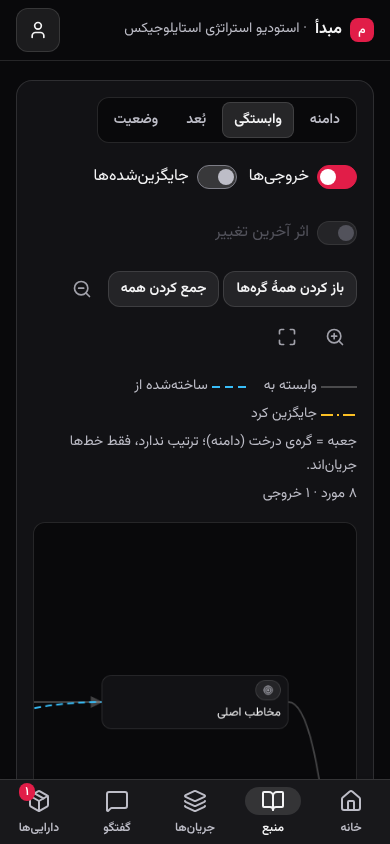 م مبدأ · استودیو استراتژی استایلوجیکس
دامنه وابستگی بُعد وضعیت
خروجی‌ها جایگزین‌شده‌ها
اثر آخرین تغییر
باز کردن همهٔ گره‌ها جمع کردن همه
وابسته به ساخته‌شده از
جایگزین کرد
جعبه = گره‌ی درخت (دامنه)؛ ترتیب ندارد، فقط خط‌ها
جریان‌اند.
۸ مورد · ۱ خروجی
مخاطب اصلی
۱
خانه منبع جریان‌ها گفتگو دارایی‌ها